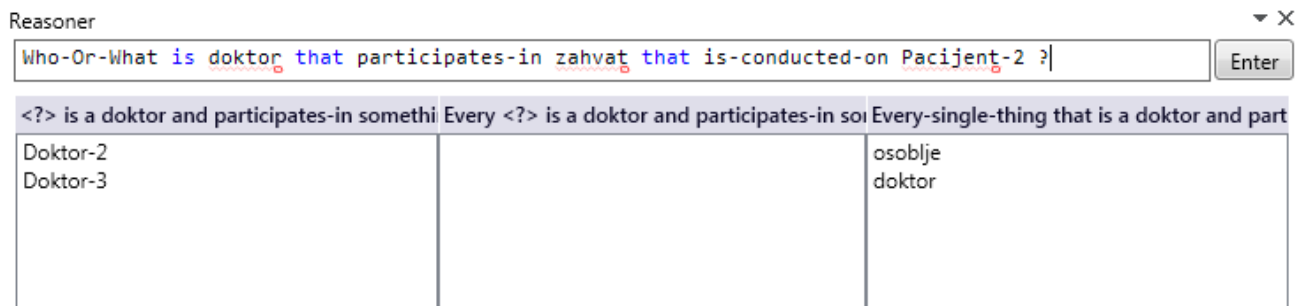 Reasoner
Who-Or-What is doktor that participates-in zahvat that is-conducted-on Pacijent-2 ?
Enter
<?> is a doktor and participates-in somethi
Every <?> is a doktor and participates-in so
Every-single-thing that is a doktor and part
Doktor-2
Doktor-3
osoblje
doktor